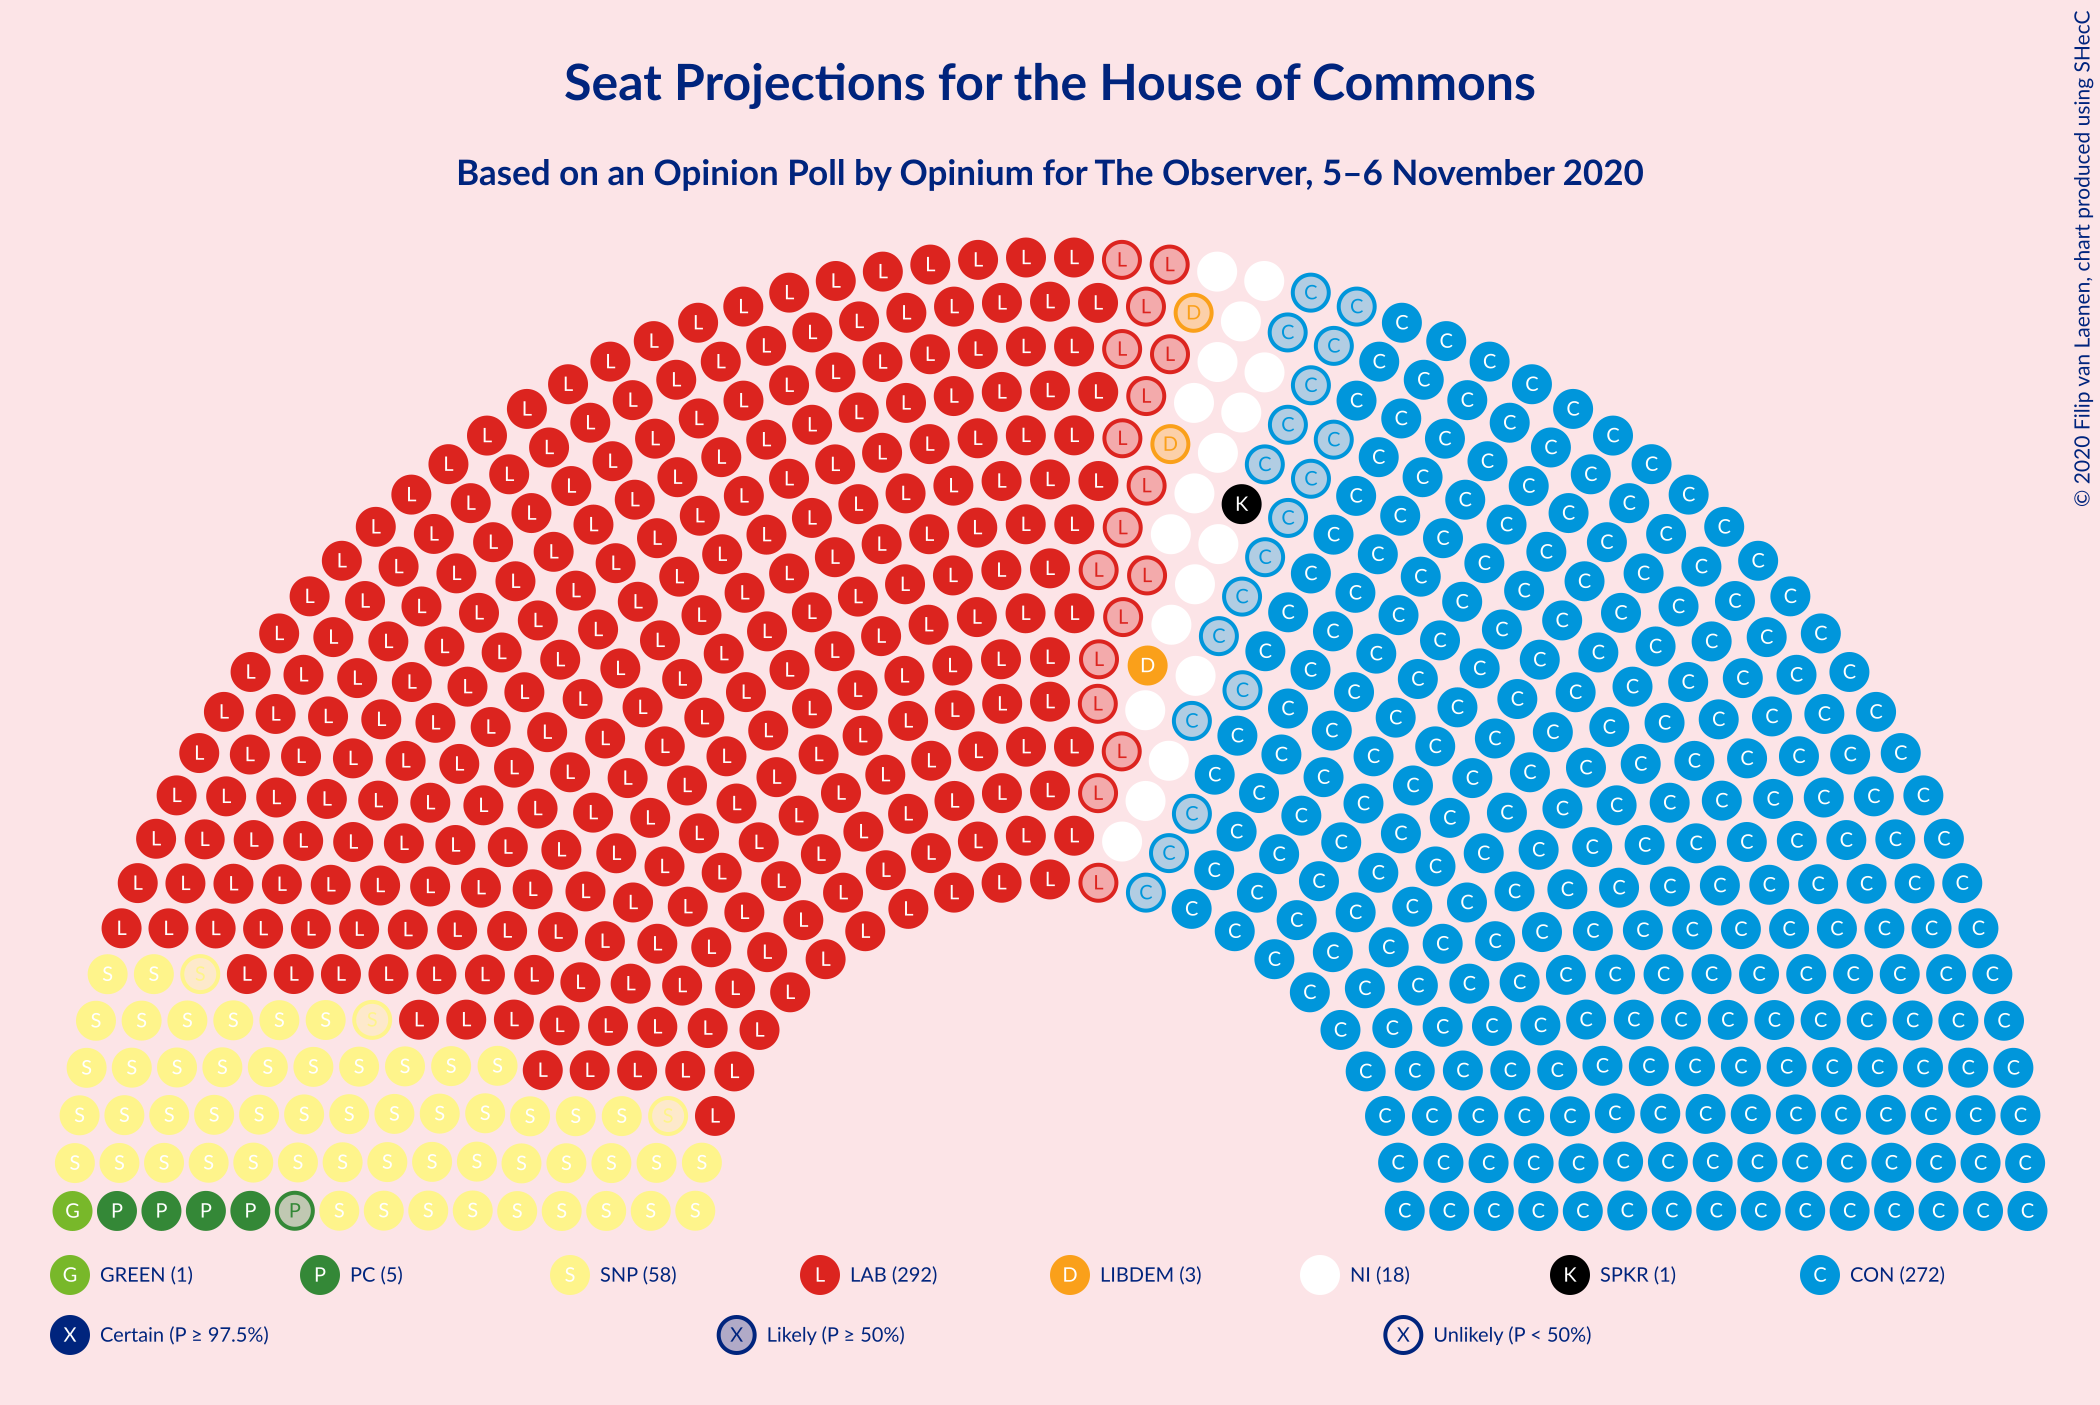 Seat Projections for the House of Commons
Based on an Opinion Poll by Opinium for The Observer, 5–6 November 2020
© 2020 Filip van Laenen, chart produced using SHecC
G GREEN (1) P PC (5) S SNP (58) L LAB (292) D LIBDEM (3) NI (18) K SPKR (1) C CON (272)
X Certain (P ≥ 97.5%) X Likely (P ≥ 50%) X Unlikely (P < 50%)